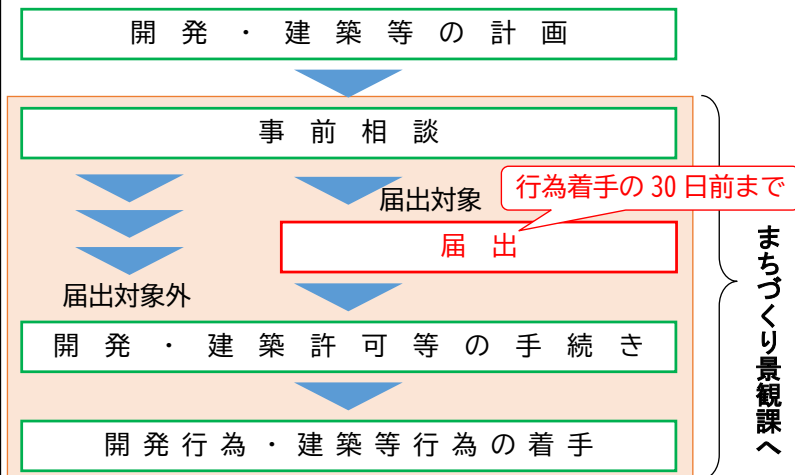 開発・建築等の計画
事前相談
届出対象
行為着手の30日前まで
届出
届出対象外
開発・建築許可等の手続き
開発行為・建築等行為の着手
まちづくり景観課へ